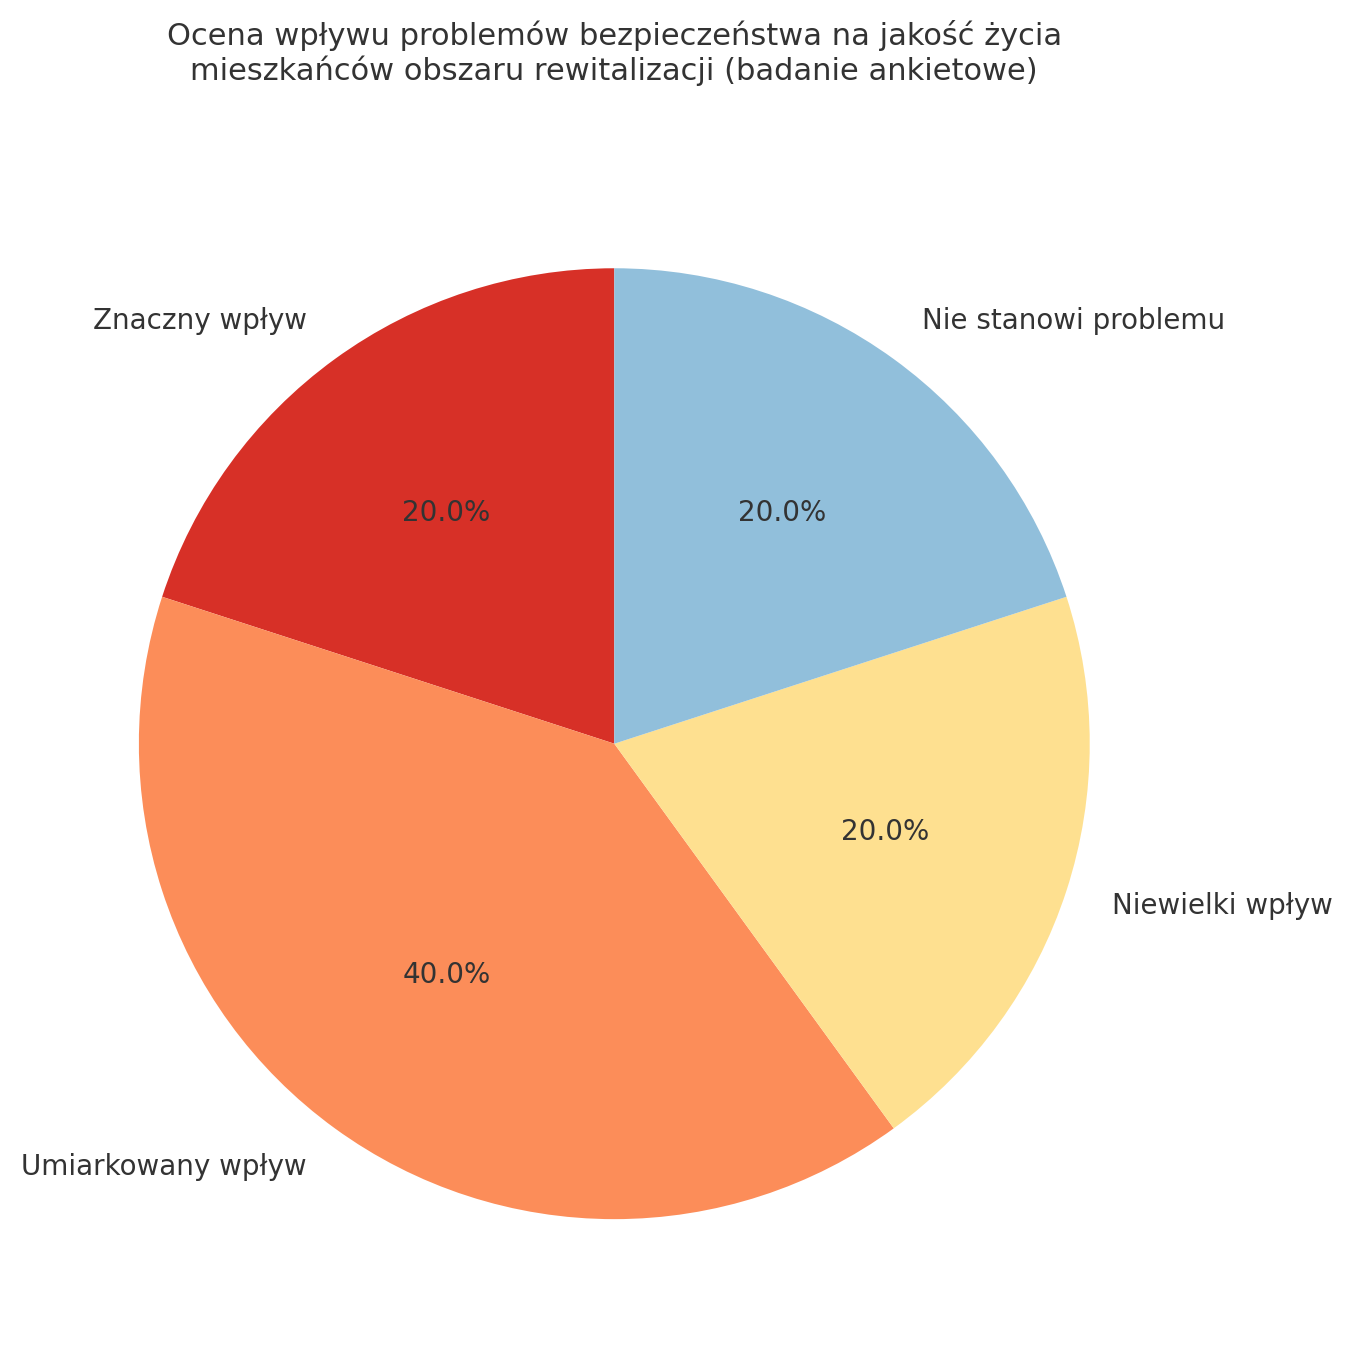 Ocena wpływu problemów bezpieczeństwa na jakość życia
mieszkańców obszaru rewitalizacji (badanie ankietowe)
Znaczny wpływ
Nie stanowi problemu
20.0%
20.0%
20.0%
Niewielki wpływ
40.0%
Umiarkowany wpływ